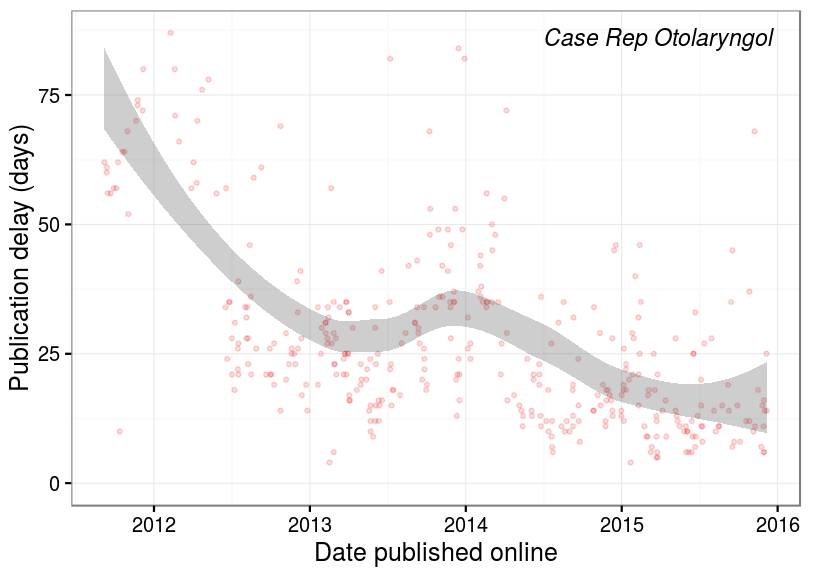 Case Rep Otolaryngol
Publication delay (days)
75
50
25
0
2012 2013 2014 2015 2016
Date published online